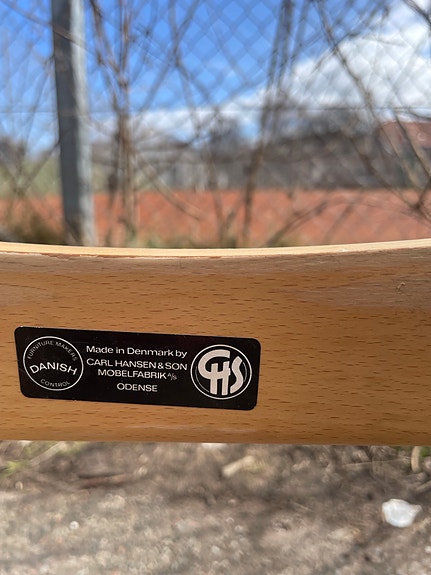 FURNITURE MAKERS
DANISH
CONTROL
Made in Denmark by
CARL HANSEN & SON
MOBELFABRIK A/S
ODENSE
CHS